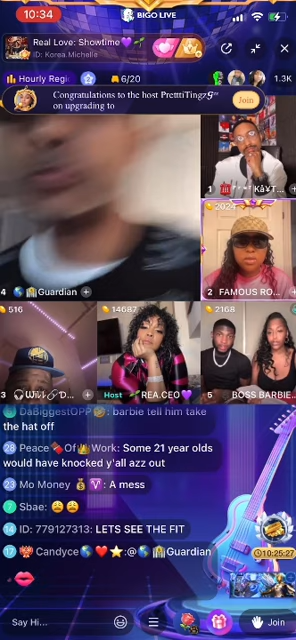 10:34
BIGO LIVE
Real Love: Showtime💜
ID: Korea.Michelle
Hourly Regi
6/20
1.3K
Congratulations to the host PrettiTingz
on upgrading to
Join
1
2024
4 🌎 Guardian
2 FAMOUS RO...
516
14687
2168
3
Host REA.CEO💜
5 BOSS BARBIE..
DaBiggestOPP : barbie tell him take
the hat off
28 Peace Of Work: Some 21 year olds
would have knocked y'all azz out
23 Mo Money 💰♈: A mess
7 Sbae: 😩😩
14 ID: 779127313: LETS SEE THE FIT
17 Candyce🌎❤️⭐:@🌎 Guardian
💋
10:25:27
Say Hi...
Join